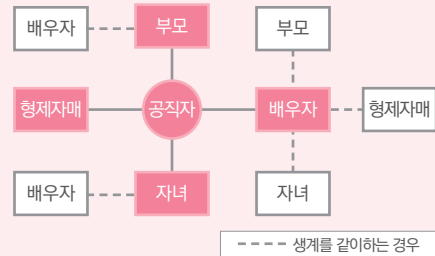 배우자 부모 부모
형제자매 공직자 배우자 형제자매
배우자 자녀 자녀
생계를 같이하는 경우